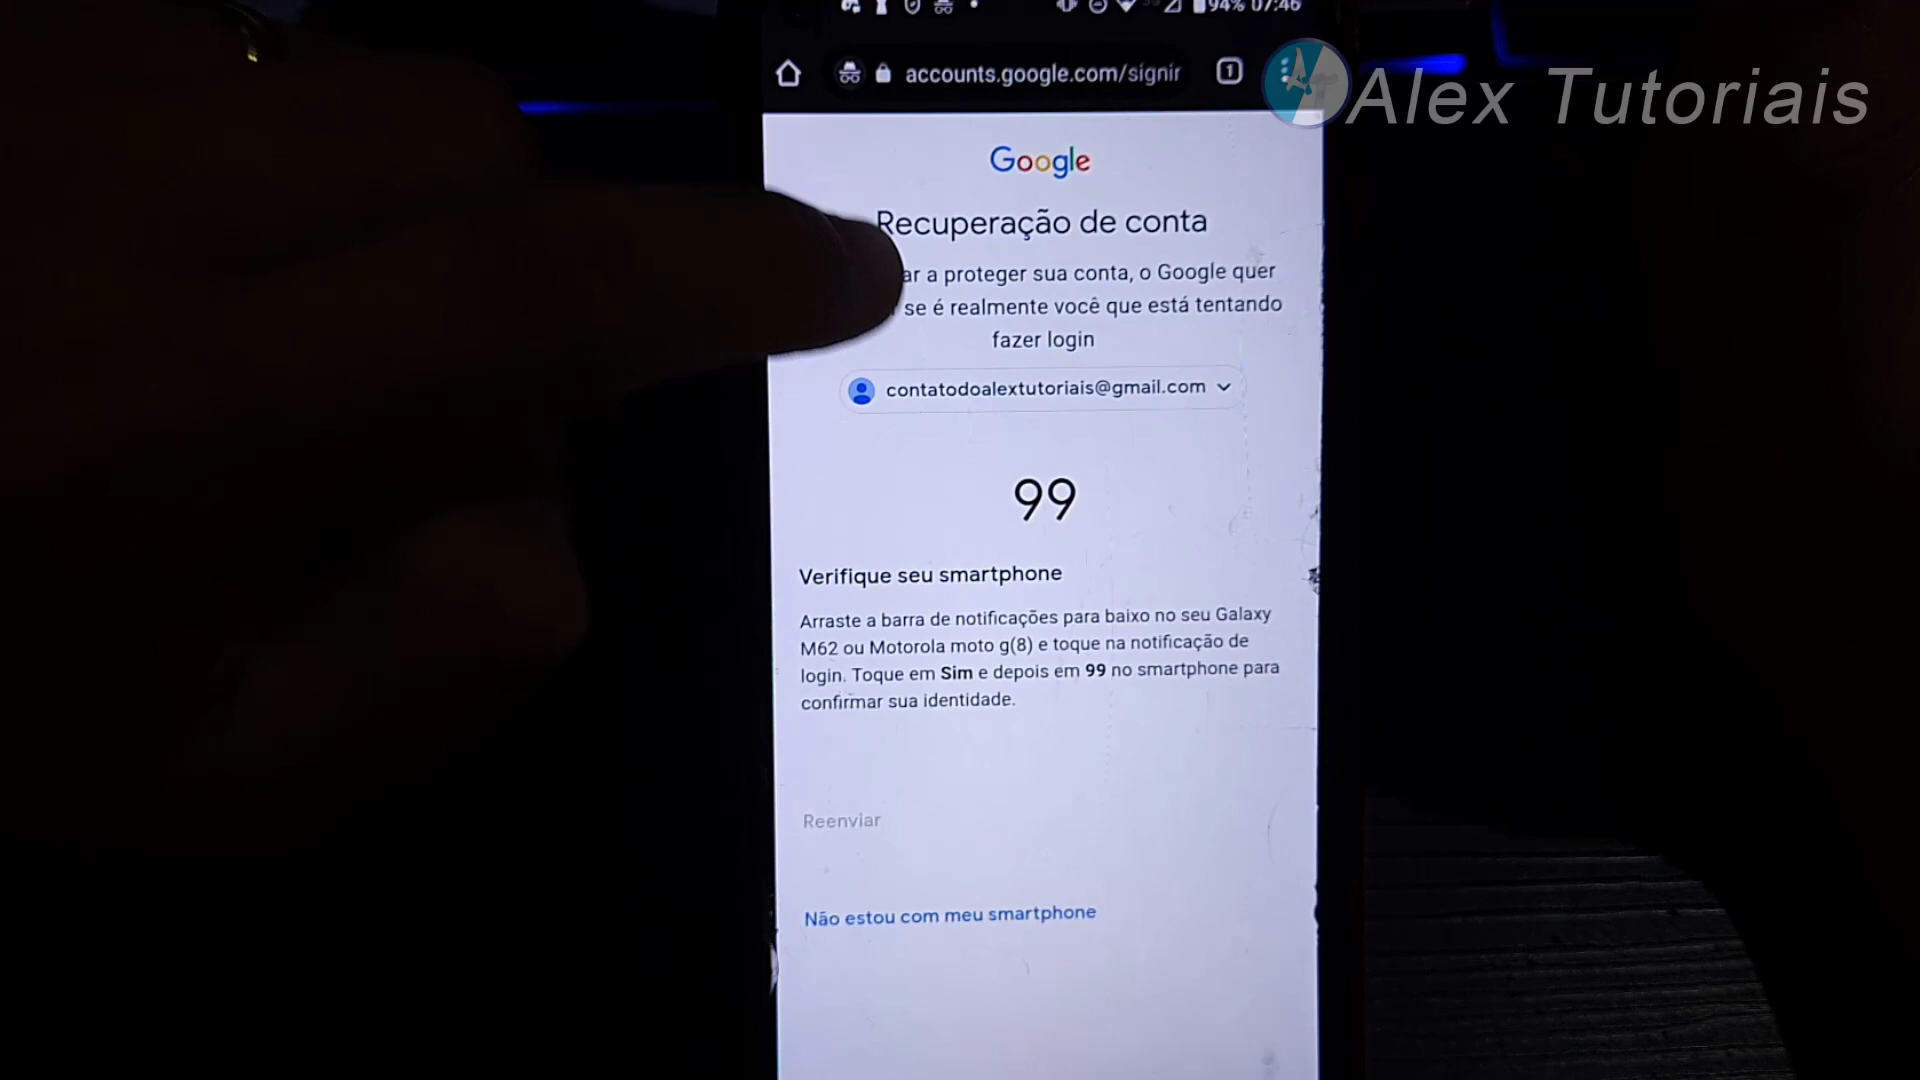 94% 07:46
accounts.google.com/signir
1
Alex Tutoriais
Google
Recuperação de conta
ar a proteger sua conta, o Google quer
se é realmente você que está tentando
fazer login
contatodoalextutoriais@gmail.com
99
Verifique seu smartphone
Arraste a barra de notificações para baixo no seu Galaxy
M62 ou Motorola moto g(8) e toque na notificação de
login. Toque em Sim e depois em 99 no smartphone para
confirmar sua identidade.
Reenviar
Não estou com meu smartphone